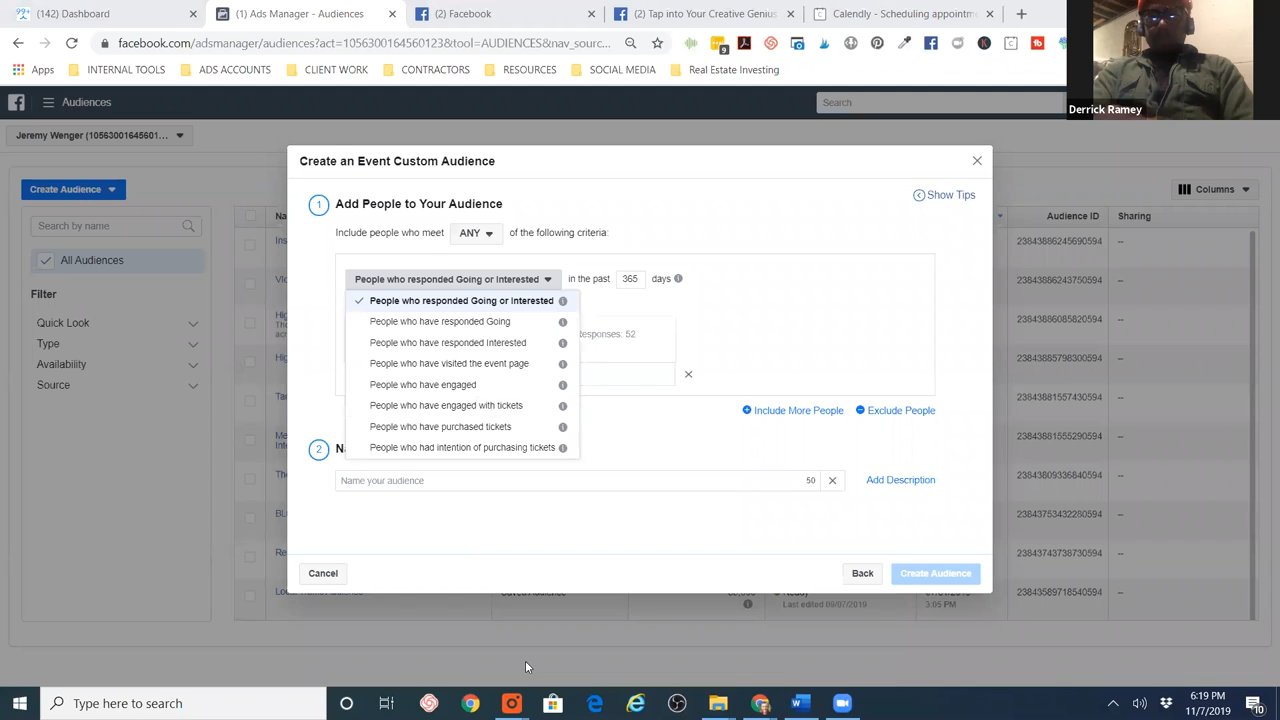 (142) Dashboard
(1) Ads Manager - Audiences
(2) Facebook
(2) Tap into Your Creative Genius
Calendly - Scheduling appointm
facebook.com/adsmanager/audiences?act=105630016456012
3&tool=AUDIENCES&nav_sourc...
9
Apps
INTERNAL TOOLS
ADS ACCOUNTS
CLIENT WORK
CONTRACTORS
RESOURCES
SOCIAL MEDIA
Real Estate Investing
Derrick Ramey
Audiences
Search
Jeremy Wenger (10563001645601...
Create an Event Custom Audience
Create Audience
Columns
1
Add People to Your Audience
Show Tips
Search by name
Audience ID
Sharing
Include people who meet ANY of the following criteria:
All Audiences
23843886245690594
--
People who responded Going or Interested in the past 365 days
23843886243750594
--
Filter
People who responded Going or Interested
People who have responded Going
23843886085820594
--
Quick Look
esponses: 52
People who have responded Interested
Type
People who have visited the event page
23843885798300594
--
Availability
People who have engaged
Source
23843881557430594
--
People who have engaged with tickets
Include More People
Exclude People
People who have purchased tickets
23843881555290594
--
People who had intention of purchasing tickets
2
Name your audience
50
Add Description
23843809336840594
--
23843753432280594
--
23843743738730594
--
Cancel
Back
Create Audience
23843589718540594
--
Last edited 09/07/2019
3:05 PM
Type here to search
6:19 PM
11/7/2019
10